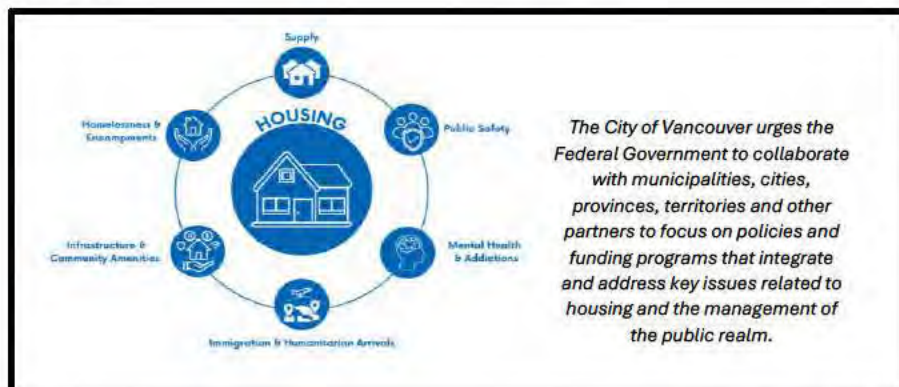 Supply
HOUSING
Homelessness &
Encampments
Public Safety
Infrastructure &
Community Amenities
Mental Health
& Addictions
Immigration & Humanitarian Arrivals
The City of Vancouver urges the
Federal Government to collaborate
with municipalities, cities,
provinces, territories and other
partners to focus on policies and
funding programs that integrate
and address key issues related to
housing and the management of
the public realm.